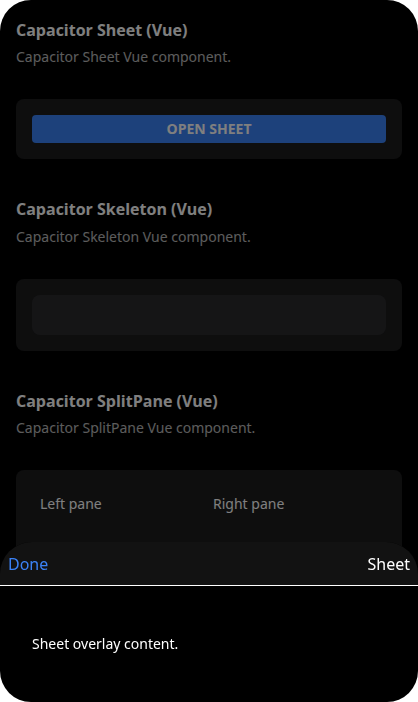 Capacitor Sheet (Vue)
Capacitor Sheet Vue component.
OPEN SHEET
Capacitor Skeleton (Vue)
Capacitor Skeleton Vue component.
Capacitor SplitPane (Vue)
Capacitor SplitPane Vue component.
Left pane Right pane
Done Sheet
Sheet overlay content.